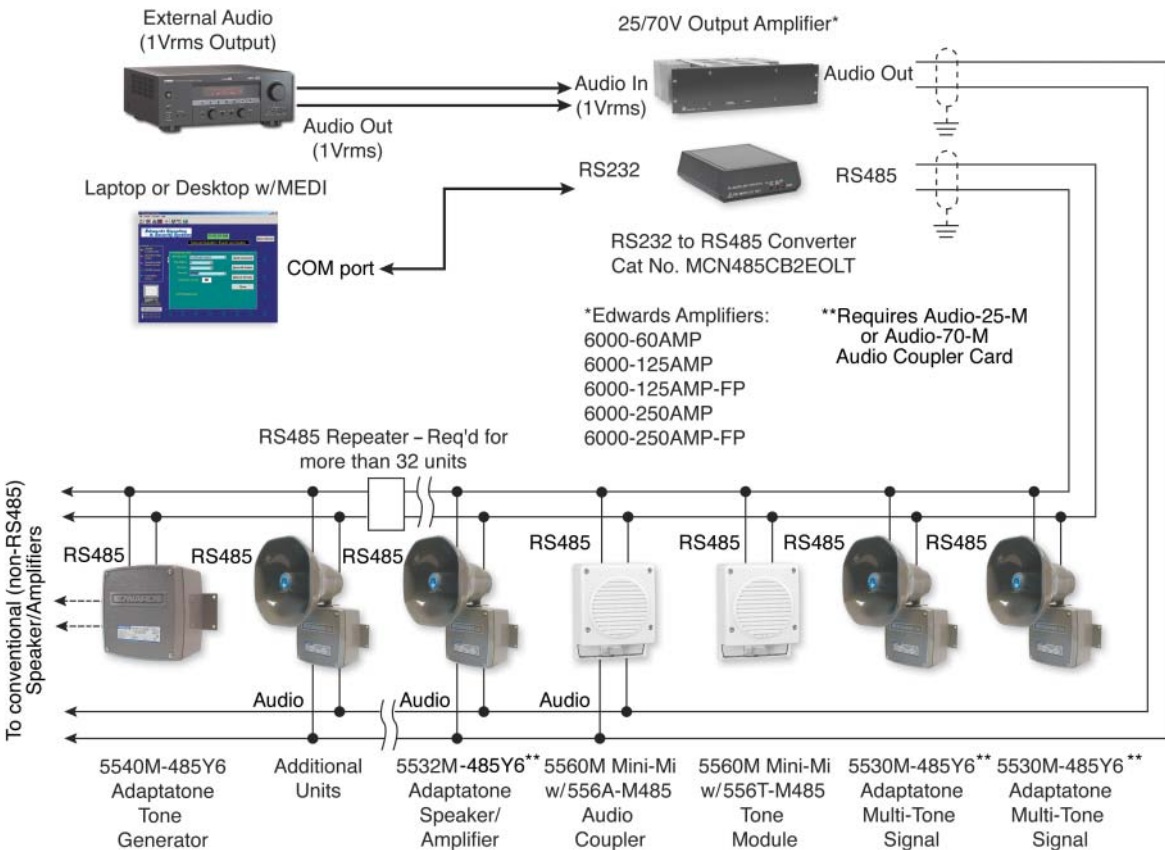 External Audio
(1Vrms Output)
25/70V Output Amplifier*
Audio In
(1Vrms)
Audio Out
Audio Out
(1Vrms)
Laptop or Desktop w/MEDI
RS232
RS485
COM port
RS232 to RS485 Converter
Cat No. MCN485CB2EOLT
*Edwards Amplifiers:
6000-60AMP
6000-125AMP
6000-125AMP-FP
6000-250AMP
6000-250AMP-FP
**Requires Audio-25-M
or Audio-70-M
Audio Coupler Card
RS485 Repeater – Req'd for
more than 32 units
To conventional (non-RS485)
Speaker/Amplifiers
RS485
RS485
RS485
RS485
RS485
RS485
RS485
EDWARDS
Audio
Audio
Audio
5540M-485Y6
Adaptatone
Tone
Generator
Additional
Units
5532M-485Y6**
Adaptatone
Speaker/
Amplifier
5560M Mini-Mi
w/556A-M485
Audio
Coupler
5560M Mini-Mi
w/556T-M485
Tone
Module
5530M-485Y6**
Adaptatone
Multi-Tone
Signal
5530M-485Y6**
Adaptatone
Multi-Tone
Signal